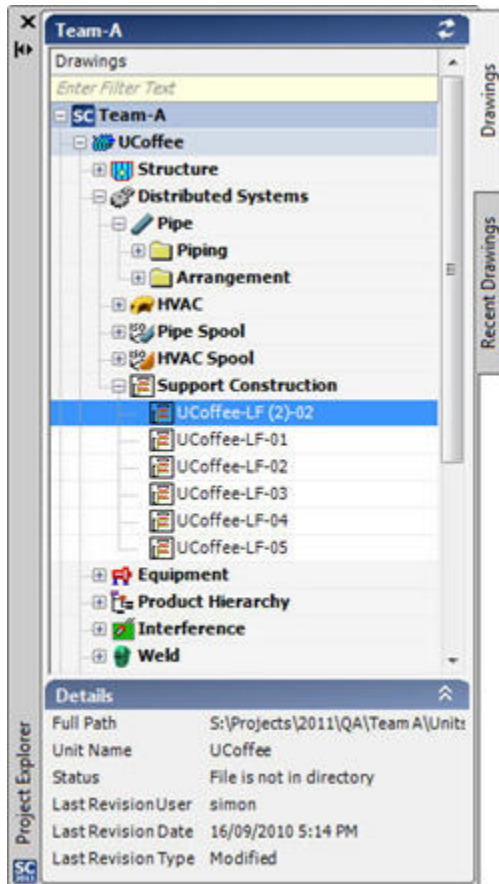 Team-A
Drawings
Enter Filter Text
SC Team-A
UCoffee
Structure
Distributed Systems
Pipe
Piping
Arrangement
HVAC
Pipe Spool
HVAC Spool
Support Construction
UCoffee-LF (2)-02
UCoffee-LF-01
UCoffee-LF-02
UCoffee-LF-03
UCoffee-LF-04
UCoffee-LF-05
Equipment
Product Hierarchy
Interference
Weld
Details
Full Path S:\Projects\2011\QA\Team A\Units
Unit Name UCoffee
Status File is not in directory
Last Revision User simon
Last Revision Date 16/09/2010 5:14 PM
Last Revision Type Modified
Drawings
Recent Drawings
Project Explorer
SC